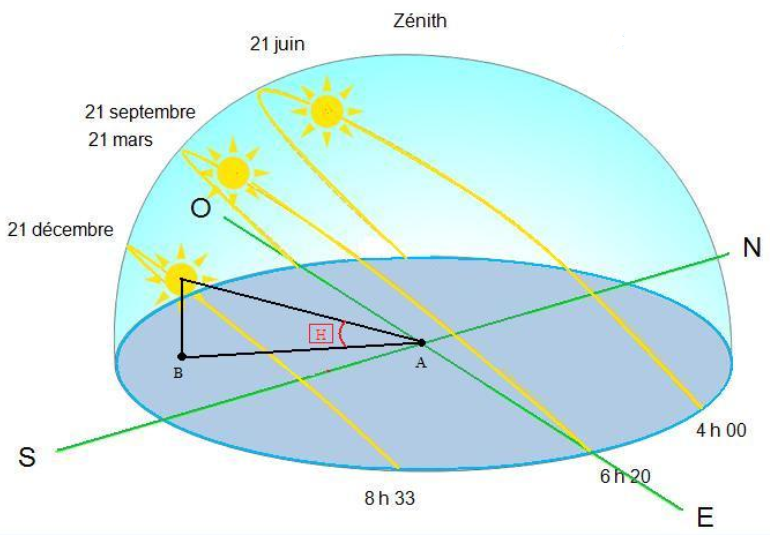 Zénith
21 juin
21 septembre
21 mars
O
21 décembre
N
H
B
A
4 h 00
S
6 h 20
8 h 33
E